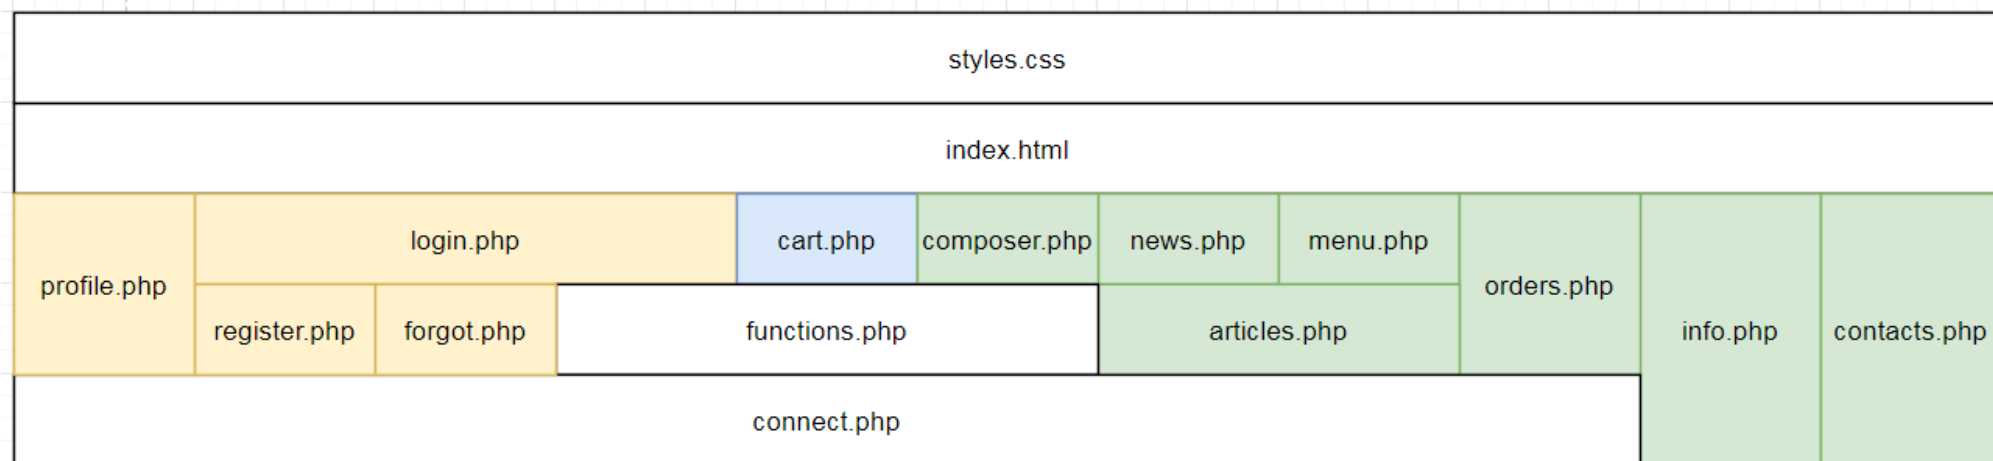 styles.css
index.html
profile.php
login.php
cart.php
composer.php
news.php
menu.php
orders.php
info.php
contacts.php
register.php
forgot.php
functions.php
articles.php
connect.php